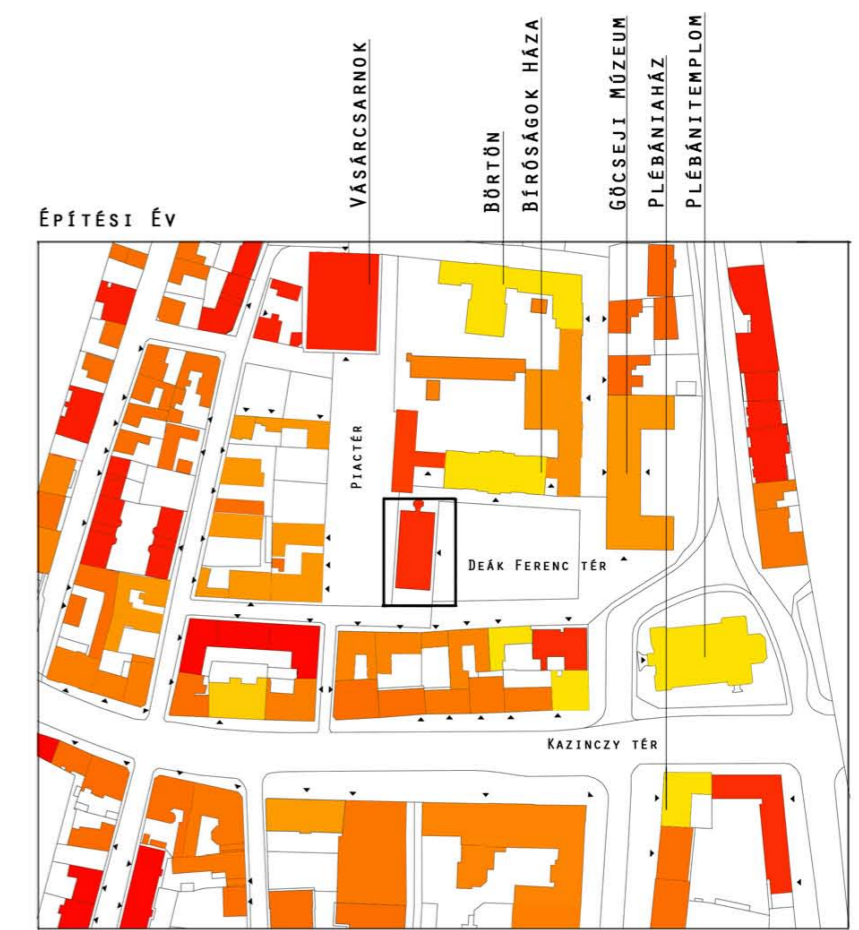 Vásárcsarnok
Börtön
Bíróságok Háza
Göcseji Múzeum
Plébániaház
Plébánitemplom
Építési Év
Piactér
Deák Ferenc tér
Kazinczy tér